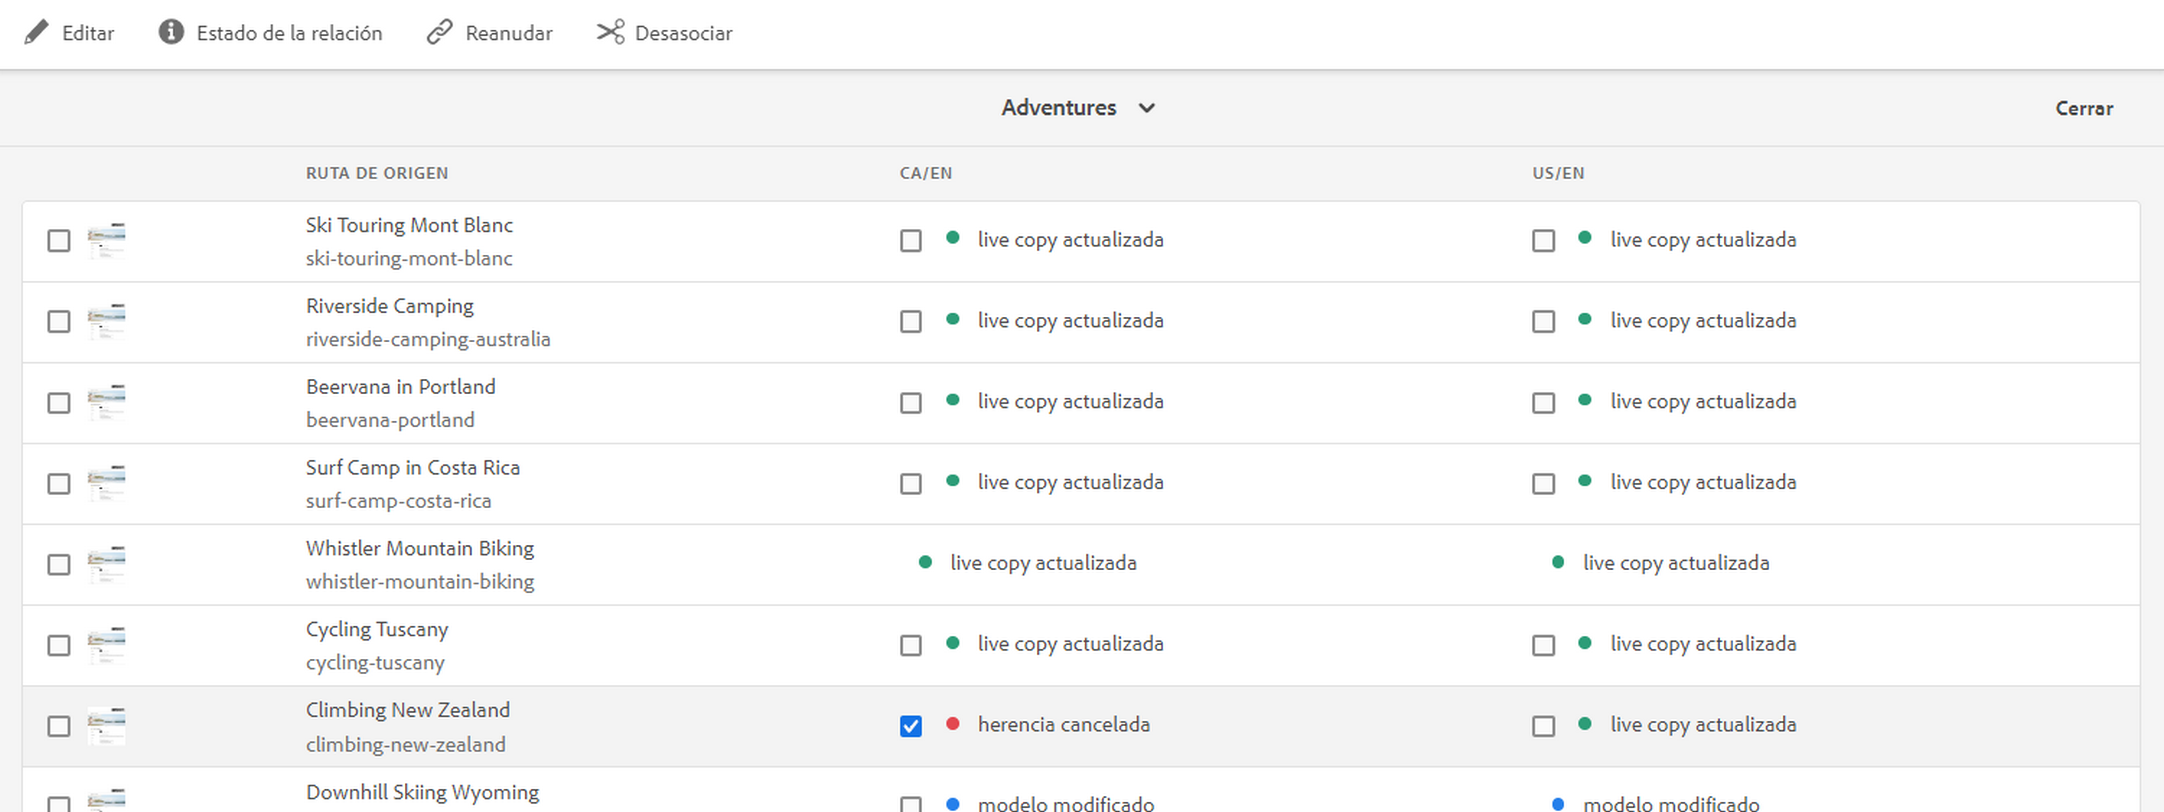 Editar Estado de la relación Reanudar Desasociar
Adventures Cerrar
RUTA DE ORIGEN CA/EN US/EN
Ski Touring Mont Blanc
ski-touring-mont-blanc
live copy actualizada live copy actualizada
Riverside Camping
riverside-camping-australia
live copy actualizada live copy actualizada
Beervana in Portland
beervana-portland
live copy actualizada live copy actualizada
Surf Camp in Costa Rica
surf-camp-costa-rica
live copy actualizada live copy actualizada
Whistler Mountain Biking
whistler-mountain-biking
live copy actualizada live copy actualizada
Cycling Tuscany
cycling-tuscany
live copy actualizada live copy actualizada
Climbing New Zealand
climbing-new-zealand
herencia cancelada live copy actualizada
Downhill Skiing Wyoming
modelo modificado modelo modificado